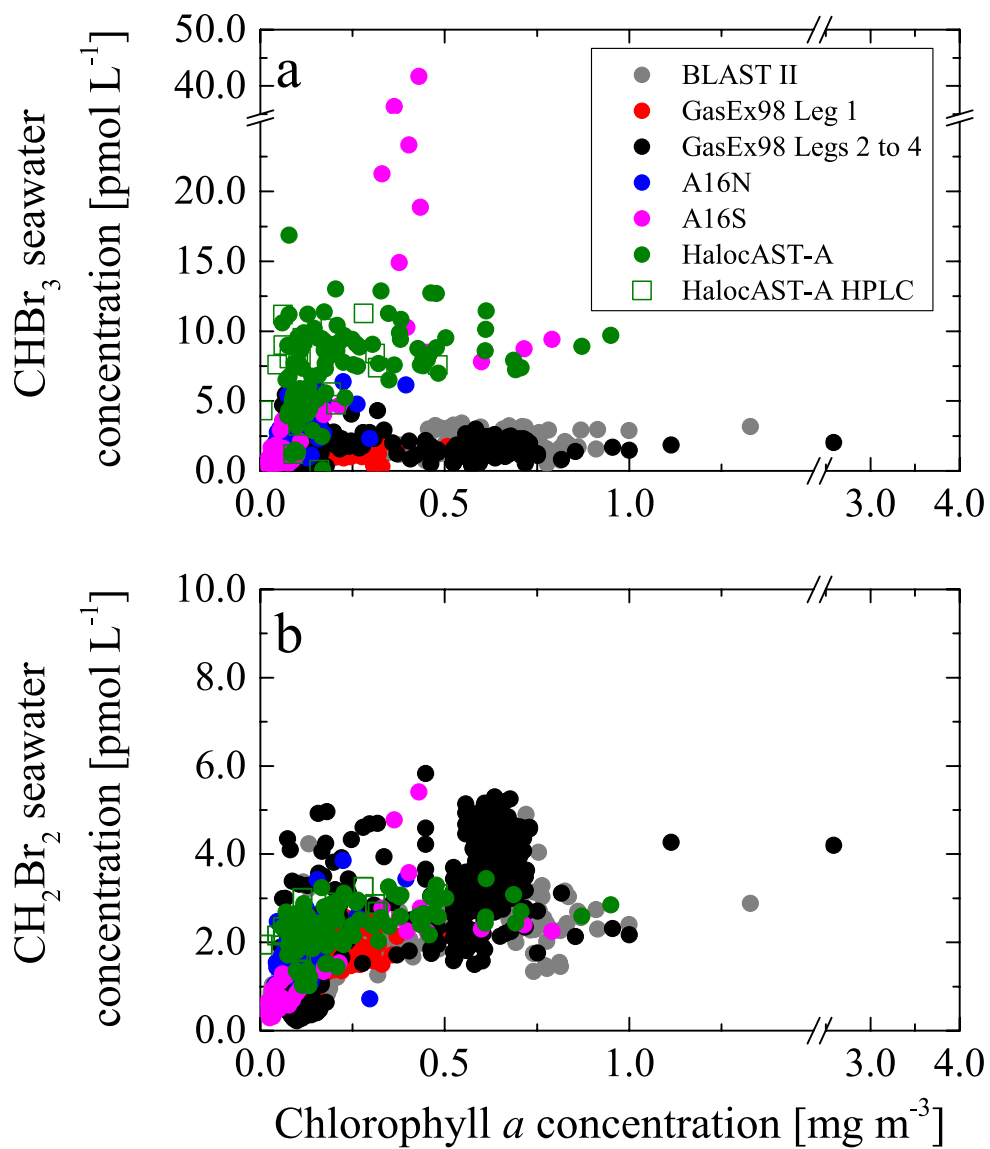 50.0
40.0
20.0
15.0
10.0
5.0
0.0
CHBr₃ seawater
concentration [pmol L⁻¹]
a
BLAST II
GasEx98 Leg 1
GasEx98 Legs 2 to 4
A16N
A16S
HalocAST-A
HalocAST-A HPLC
0.0 0.5 1.0 3.0 4.0
10.0
8.0
6.0
4.0
2.0
0.0
CH₂Br₂ seawater
concentration [pmol L⁻¹]
b
0.0 0.5 1.0 3.0 4.0
Chlorophyll a concentration [mg m⁻³]